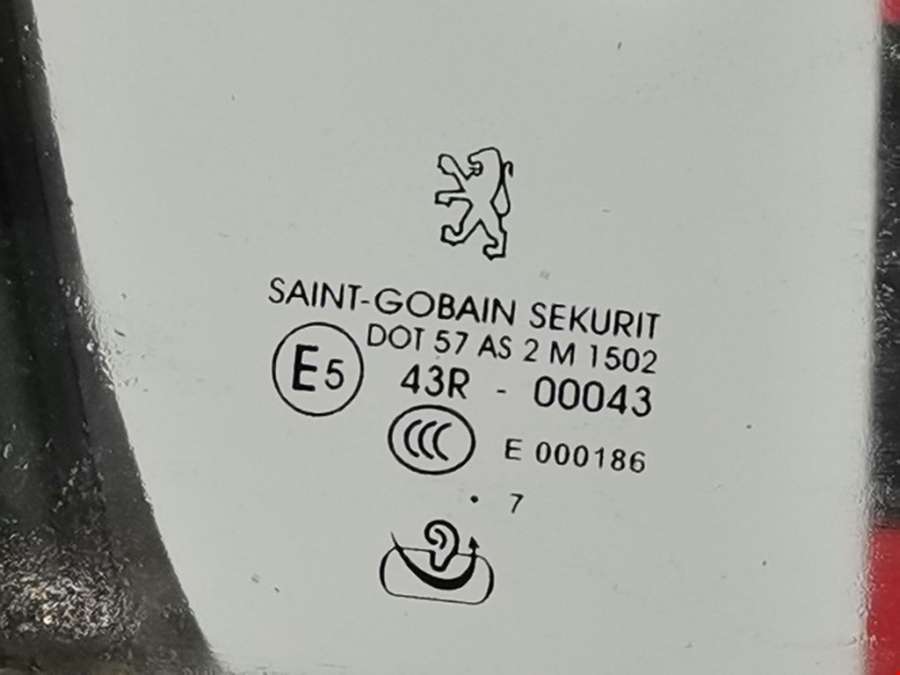 SAINT-GOBAIN SEKURIT
DOT 57 AS 2 M 1502
E5 43R - 00043
CCC E 000186
. 7